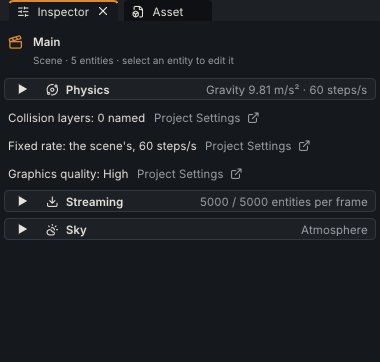 Inspector
Asset
Main
Scene · 5 entities · select an entity to edit it
Physics Gravity 9.81 m/s² · 60 steps/s
Collision layers: 0 named Project Settings
Fixed rate: the scene's, 60 steps/s Project Settings
Graphics quality: High Project Settings
Streaming 5000 / 5000 entities per frame
Sky Atmosphere